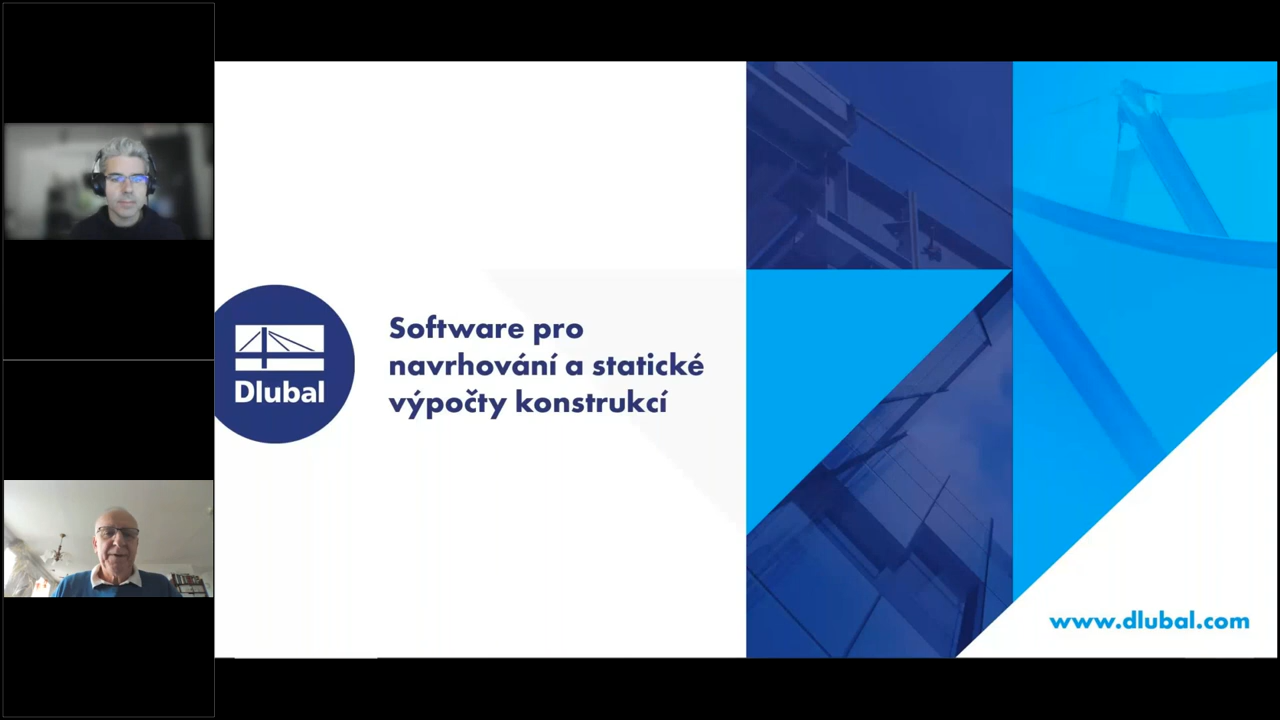 Dlubal
Software pro
navrhování a statické
výpočty konstrukcí
www.dlubal.com